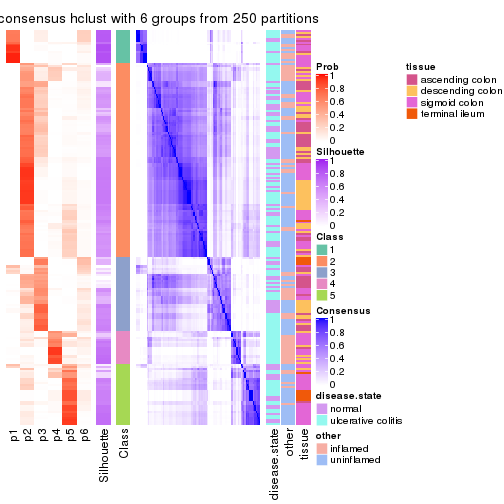 consensus hclust with 6 groups from 250 partitions
Prob
1
0.8
0.6
0.4
0.2
0
Silhouette
1
0.8
0.6
0.4
0.2
0
Class
1
2
3
4
5
Consensus
1
0.8
0.6
0.4
0.2
0
disease.state
normal
ulcerative colitis
other
inflamed
uninflamed
tissue
ascending colon
descending colon
sigmoid colon
terminal ileum
p1
p2
p3
p4
p5
p6
Silhouette
Class
disease.state
other
tissue